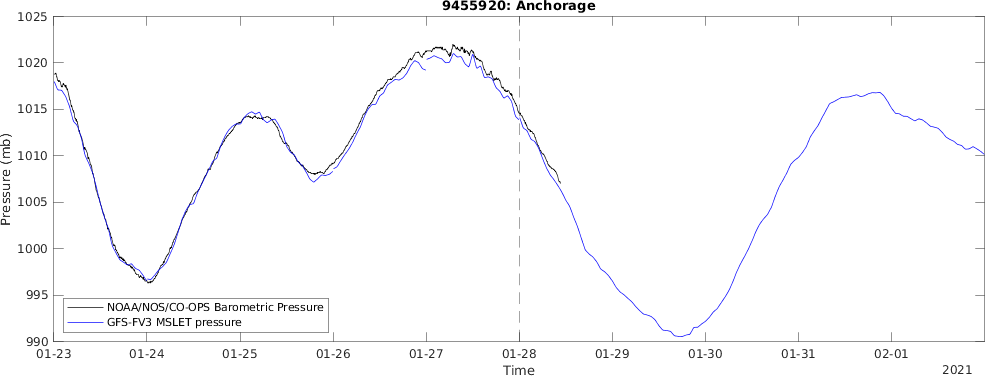 9455920: Anchorage
1025
1020
1015
1010
1005
1000
995
990
Pressure (mb)
NOAA/NOS/CO-OPS Barometric Pressure
GFS-FV3 MSLET pressure
01-23 01-24 01-25 01-26 01-27 01-28 01-29 01-30 01-31 02-01
Time
2021